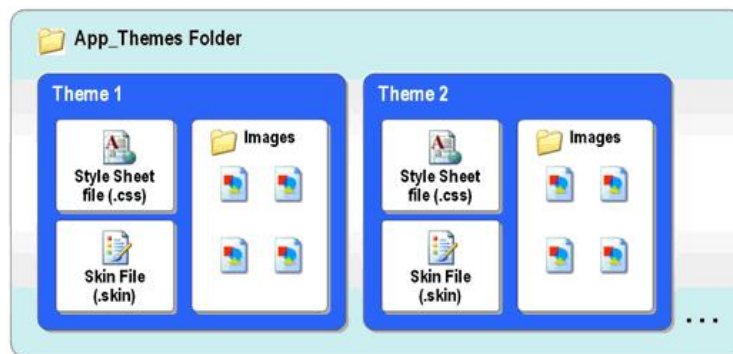 App_Themes Folder
Theme 1
Style Sheet
file (.css)
Images
Skin File
(.skin)
Theme 2
Style Sheet
file (.css)
Images
Skin File
(.skin)
...